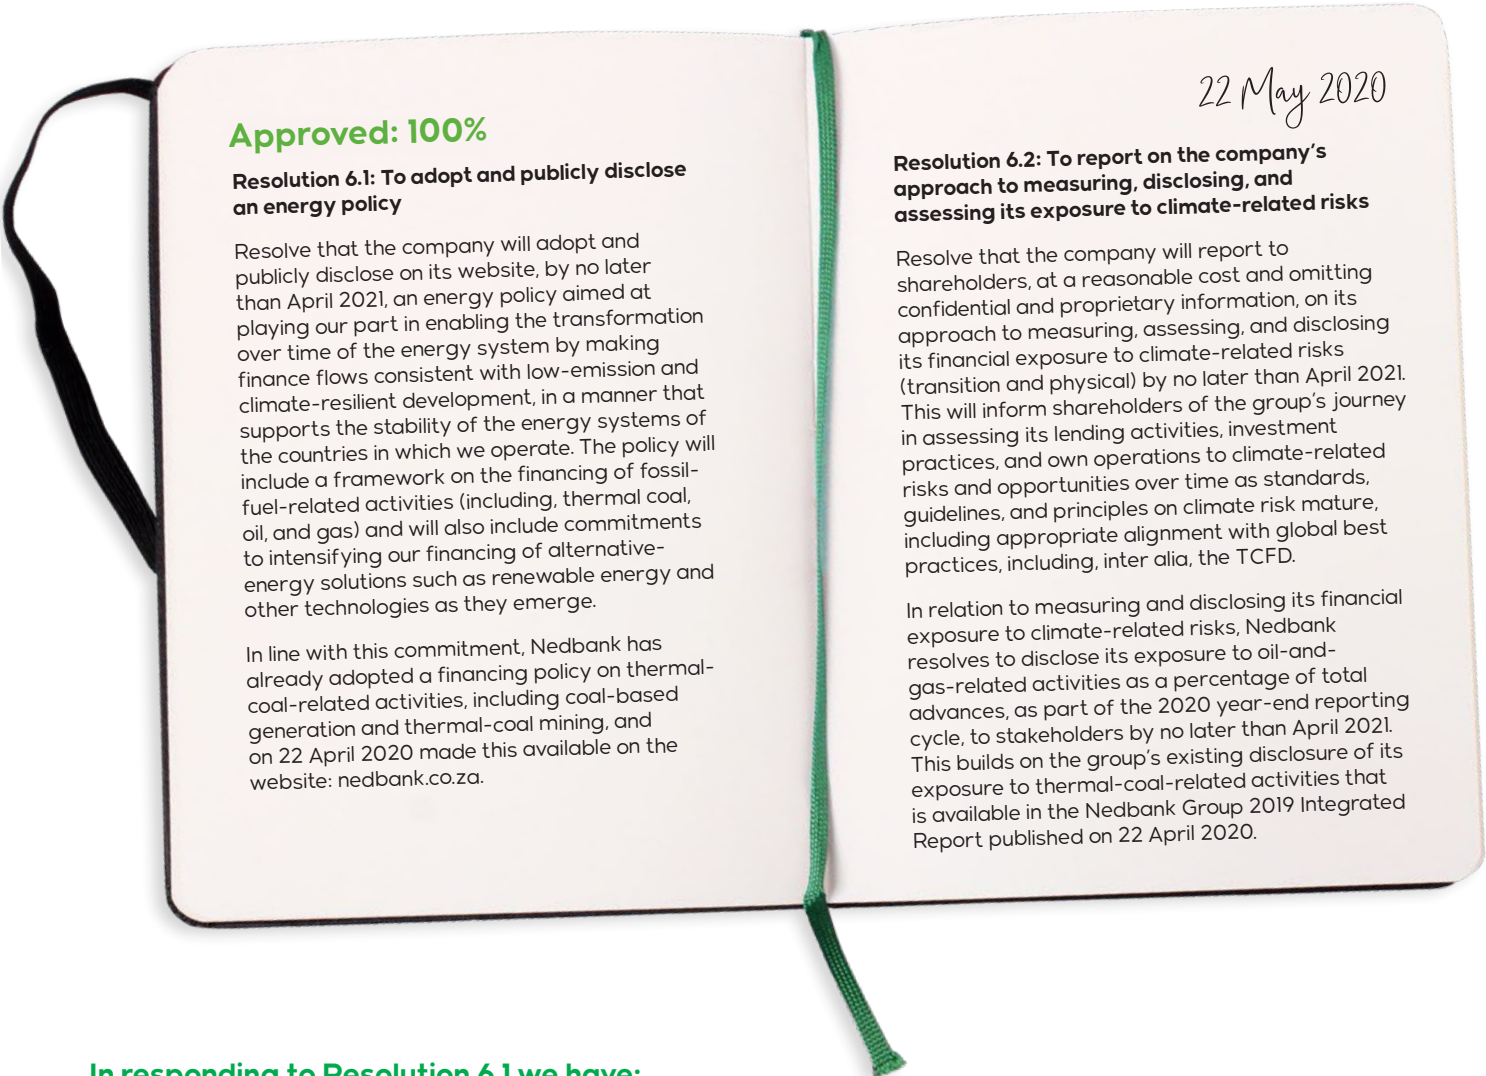 Approved: 100%
Resolution 6.1: To adopt and publicly disclose
an energy policy
Resolve that the company will adopt and
publicly disclose on its website, by no later
than April 2021, an energy policy aimed at
playing our part in enabling the transformation
over time of the energy system by making
finance flows consistent with low-emission and
climate-resilient development, in a manner that
supports the stability of the energy systems of
the countries in which we operate. The policy will
include a framework on the financing of fossil-
fuel-related activities (including, thermal coal,
oil, and gas) and will also include commitments
to intensifying our financing of alternative-
energy solutions such as renewable energy and
other technologies as they emerge.
In line with this commitment, Nedbank has
already adopted a financing policy on thermal-
coal-related activities, including coal-based
generation and thermal-coal mining, and
on 22 April 2020 made this available on the
website: nedbank.co.za.
22 May 2020
Resolution 6.2: To report on the company's
approach to measuring, disclosing, and
assessing its exposure to climate-related risks
Resolve that the company will report to
shareholders, at a reasonable cost and omitting
confidential and proprietary information, on its
approach to measuring, assessing, and disclosing
its financial exposure to climate-related risks
(transition and physical) by no later than April 2021.
This will inform shareholders of the group's journey
in assessing its lending activities, investment
practices, and own operations to climate-related
risks and opportunities over time as standards,
guidelines, and principles on climate risk mature,
including appropriate alignment with global best
practices, including, inter alia, the TCFD.
In relation to measuring and disclosing its financial
exposure to climate-related risks, Nedbank
resolves to disclose its exposure to oil-and-
gas-related activities as a percentage of total
advances, as part of the 2020 year-end reporting
cycle, to stakeholders by no later than April 2021.
This builds on the group's existing disclosure of its
exposure to thermal-coal-related activities that
is available in the Nedbank Group 2019 Integrated
Report published on 22 April 2020.
In responding to Resolution 6.1 we have: